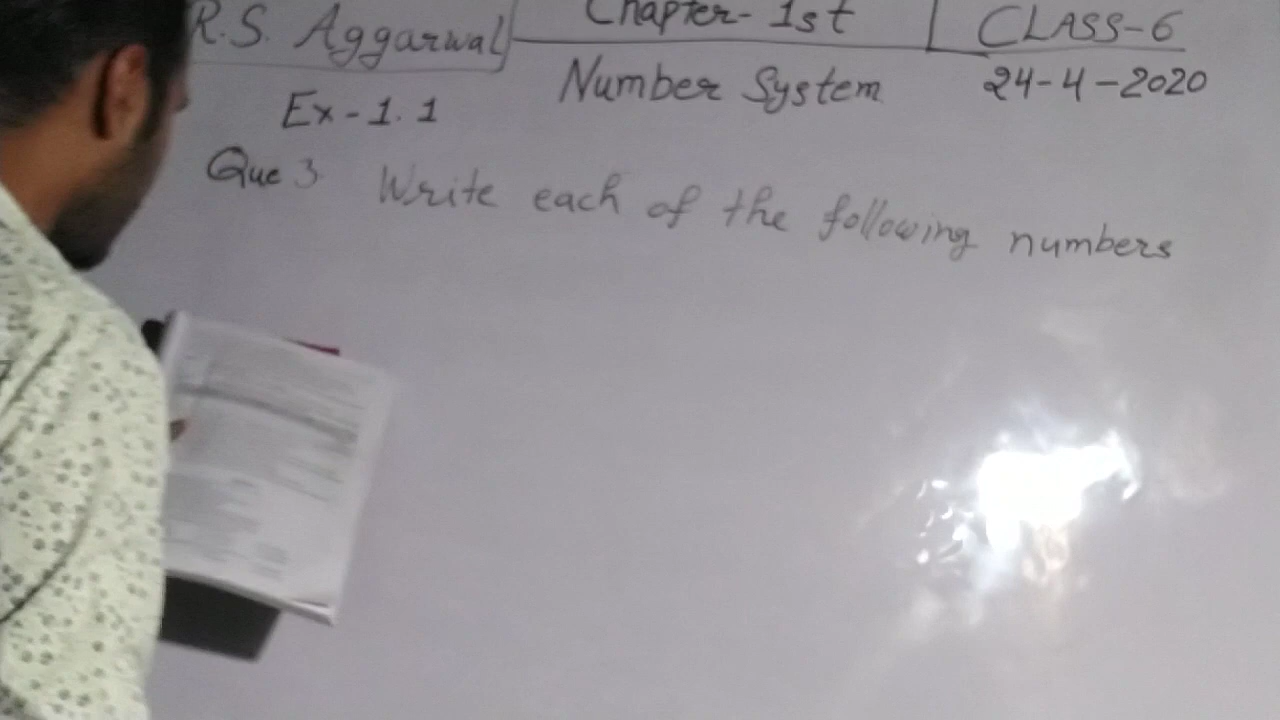 R.S. Aggarwal Chapter- 1st CLASS-6
Number System 24-4-2020
Ex-1.1
Que 3 Write each of the following numbers